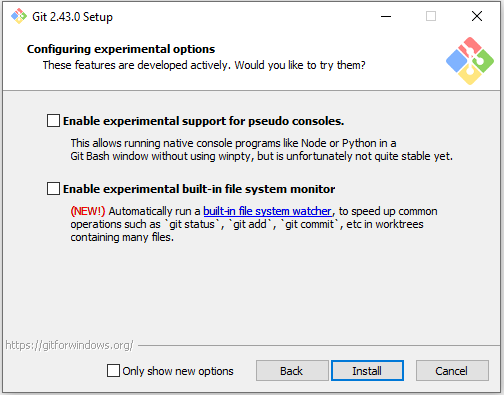 Git 2.43.0 Setup
Configuring experimental options
These features are developed actively. Would you like to try them?
Enable experimental support for pseudo consoles.
This allows running native console programs like Node or Python in a
Git Bash window without using winpty, but is unfortunately not quite stable yet.
Enable experimental built-in file system monitor
(NEW!) Automatically run a built-in file system watcher, to speed up common
operations such as `git status`, `git add`, `git commit`, etc in worktrees
containing many files.
https://gitforwindows.org/
Only show new options
Back
Install
Cancel